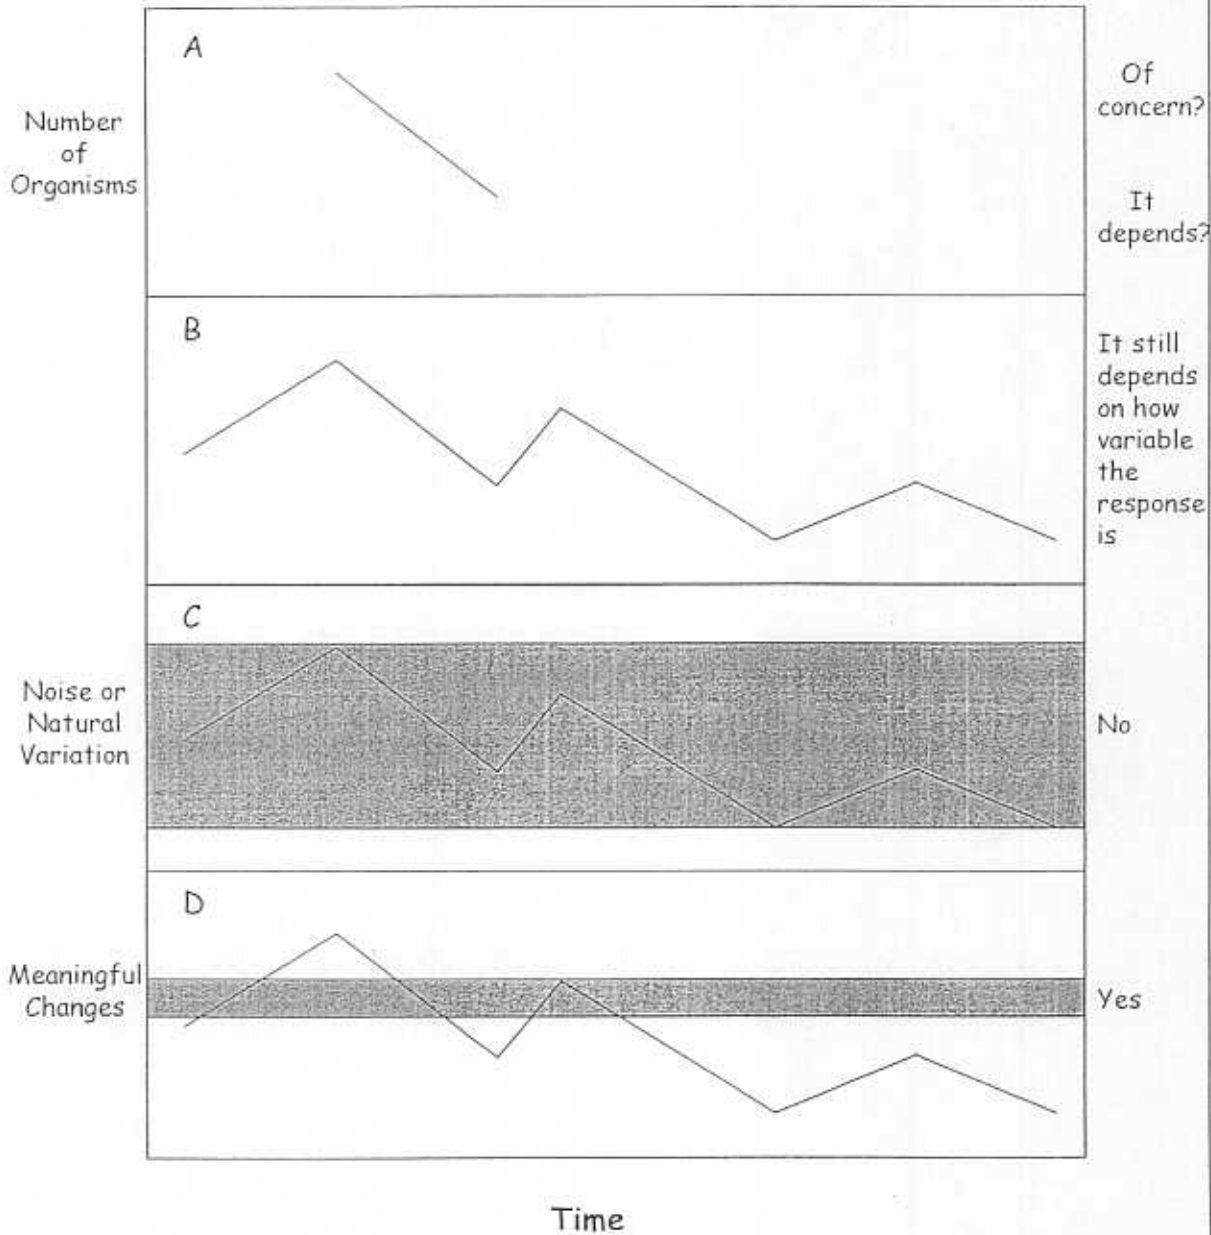 A
Number
of
Organisms
Of
concern?
It
depends?
B
It still
depends
on how
variable
the
response
is
C
Noise or
Natural
Variation
No
D
Meaningful
Changes
Yes
Time